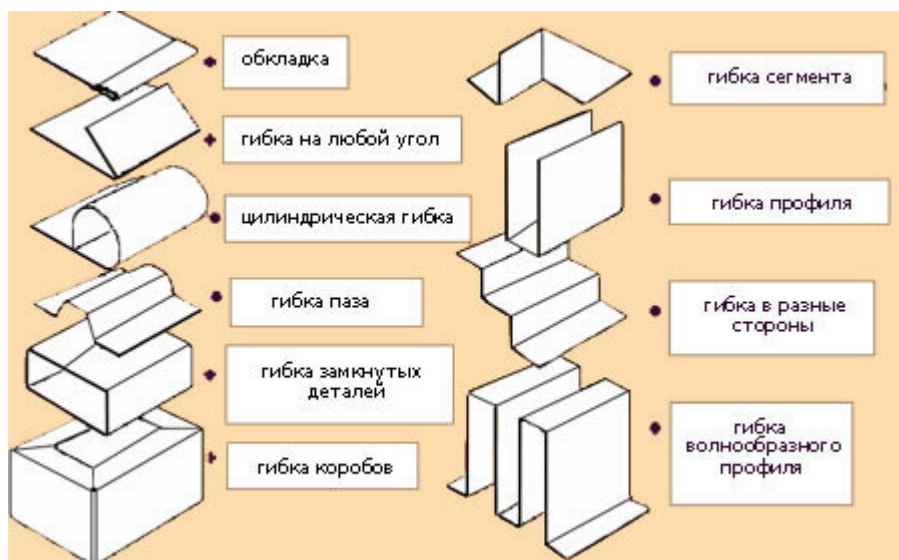 обкладка
гибка на любой угол
цилиндрическая гибка
гибка паза
гибка замкнутых
деталей
гибка коробов
гибка сегмента
гибка профиля
гибка в разные
стороны
гибка
волнообразного
профиля